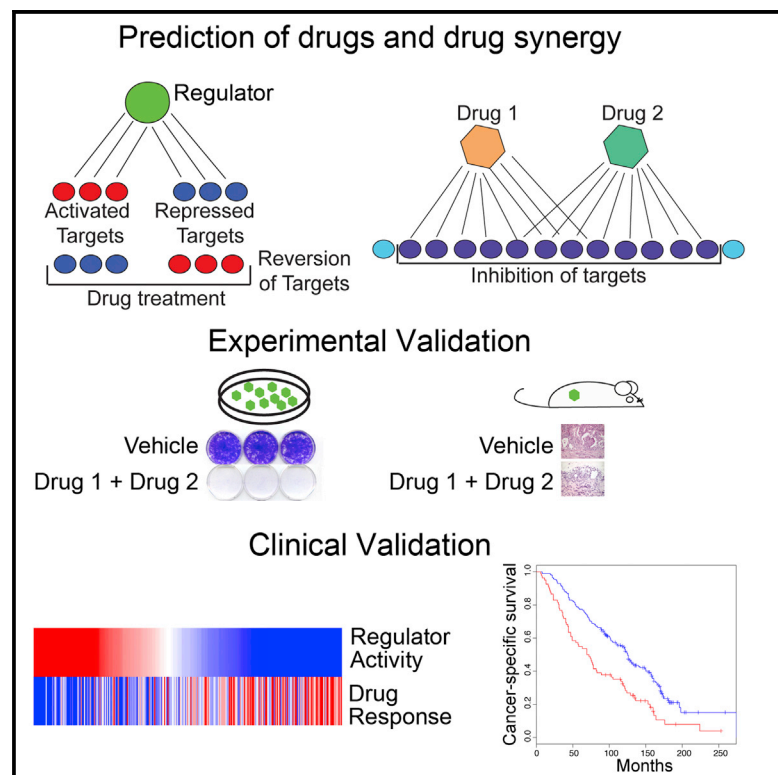 Prediction of drugs and drug synergy
Regulator
Activated
Targets
Repressed
Targets
Reversion
of Targets
Drug treatment
Drug 1
Drug 2
Inhibition of targets
Experimental Validation
Vehicle
Drug 1 + Drug 2
Vehicle
Drug 1 + Drug 2
Clinical Validation
Regulator
Activity
Drug
Response
Cancer-specific survival
1.0
0.8
0.6
0.4
0.2
0.0
0 50 100 150 200 250
Months